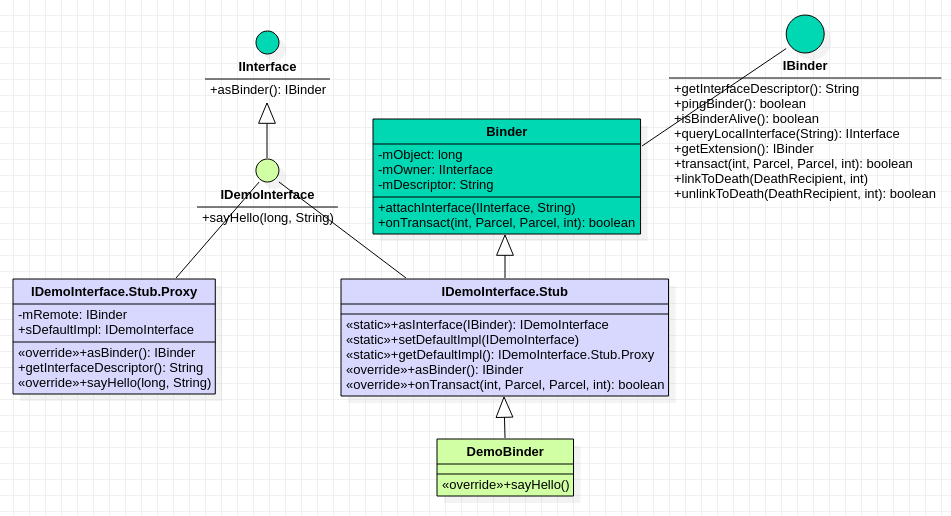 IInterface
+asBinder(): IBinder
IBinder
+getInterfaceDescriptor(): String
+pingBinder(): boolean
+isBinderAlive(): boolean
+queryLocalInterface(String): IInterface
+getExtension(): IBinder
+transact(int, Parcel, Parcel, int): boolean
+linkToDeath(DeathRecipient, int)
+unlinkToDeath(DeathRecipient, int): boolean
Binder
-mObject: long
-mOwner: IInterface
-mDescriptor: String
+attachInterface(IInterface, String)
+onTransact(int, Parcel, Parcel, int): boolean
IDemoInterface
+sayHello(long, String)
IDemoInterface.Stub.Proxy
-mRemote: IBinder
+sDefaultImpl: IDemoInterface
«override»+asBinder(): IBinder
+getInterfaceDescriptor(): String
«override»+sayHello(long, String)
IDemoInterface.Stub
«static»+asInterface(IBinder): IDemoInterface
«static»+setDefaultImpl(IDemoInterface)
«static»+getDefaultImpl(): IDemoInterface.Stub.Proxy
«override»+asBinder(): IBinder
«override»+onTransact(int, Parcel, Parcel, int): boolean
DemoBinder
«override»+sayHello()